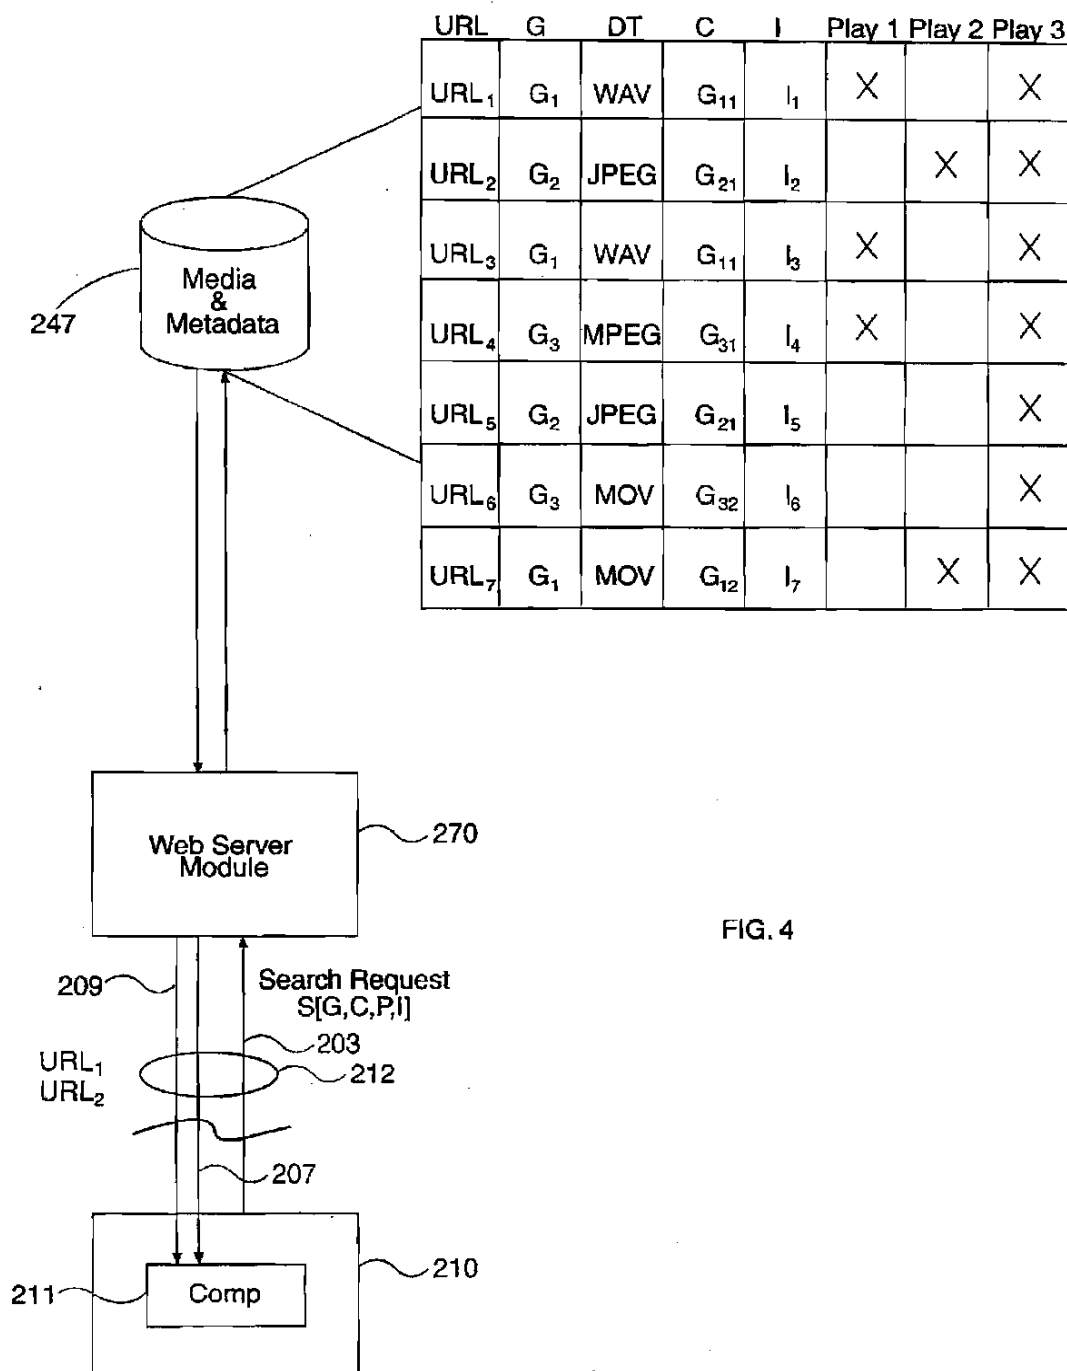 URL G DT C I Play 1 Play 2 Play 3
URL₁ G₁ WAV G₁₁ I₁ X X
URL₂ G₂ JPEG G₂₁ I₂ X X
URL₃ G₁ WAV G₁₁ I₃ X X
URL₄ G₃ MPEG G₃₁ I₄ X X
URL₅ G₂ JPEG G₂₁ I₅ X
URL₆ G₃ MOV G₃₂ I₆ X
URL₇ G₁ MOV G₁₂ I₇ X X
Media
&
Metadata
247
Web Server
Module
270
FIG. 4
209
Search Request
S[G,C,P,I]
203
URL₁
URL₂
212
207
210
211
Comp